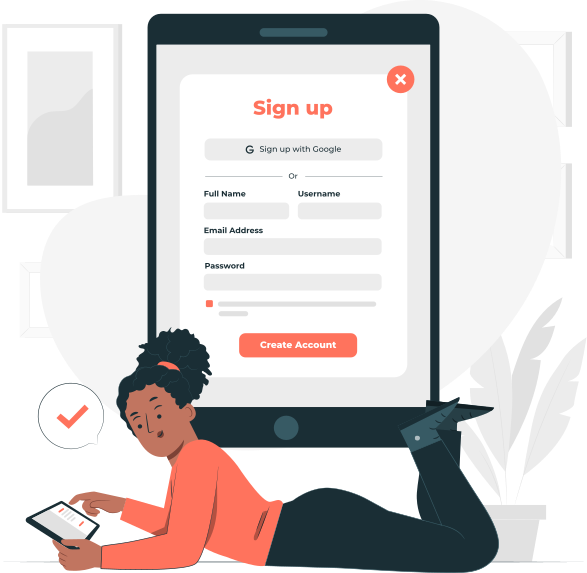 Sign up
G Sign up with Google
Or
Full Name Username
Email Address
Password
Create Account